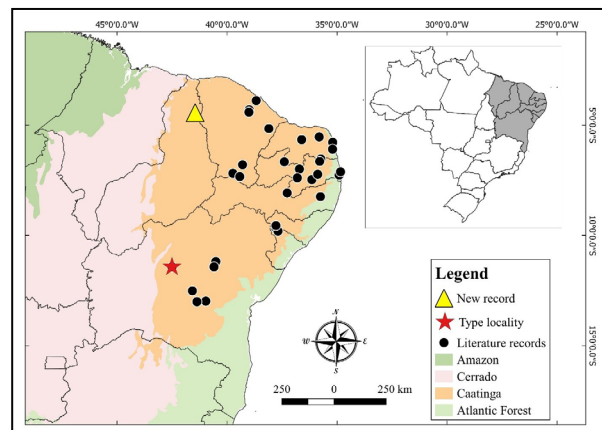 45°0'0.0"W 40°0'0.0"W 35°0'0.0"W 30°0'0.0"W 25°0'0.0"W
5°0'0.0"S
10°0'0.0"S
15°0'0.0"S
Legend
New record
Type locality
Literature records
Amazon
Cerrado
Caatinga
Atlantic Forest
N
E
S
250 0 250 km